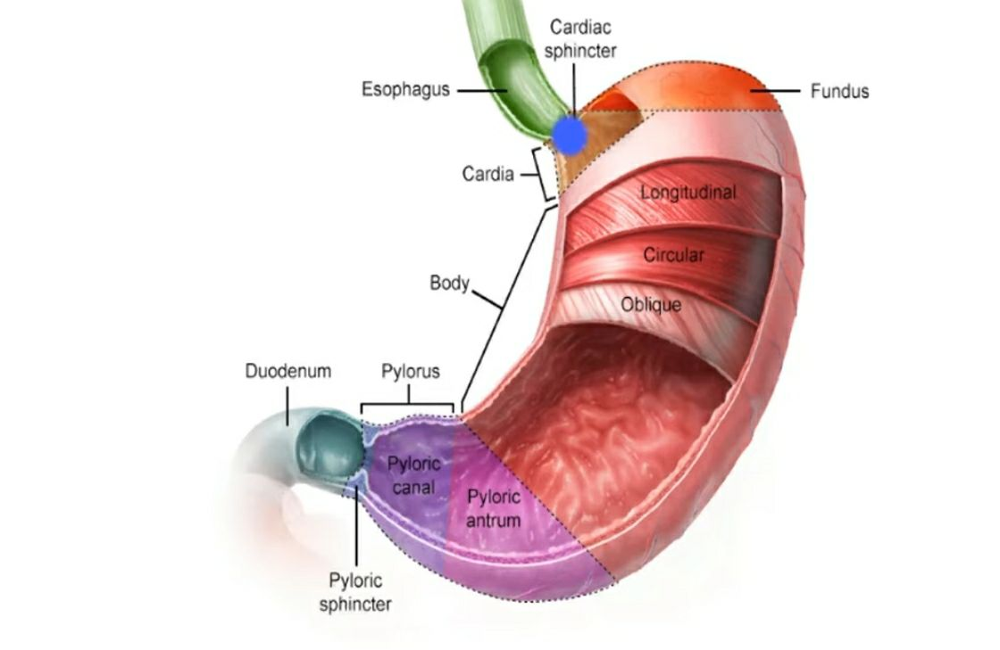 Cardiac
sphincter
Esophagus
Fundus
Cardia
Longitudinal
Circular
Body
Oblique
Duodenum
Pylorus
Pyloric
canal
Pyloric
antrum
Pyloric
sphincter